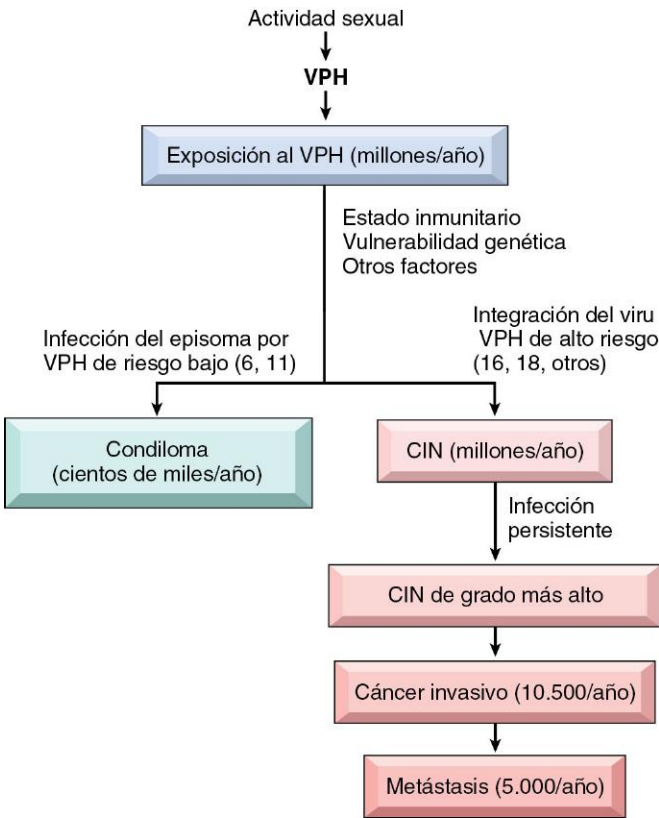 Actividad sexual
VPH
Exposición al VPH (millones/año)
Estado inmunitario
Vulnerabilidad genética
Otros factores
Infección del episoma por
VPH de riesgo bajo (6, 11)
Integración del viru
VPH de alto riesgo
(16, 18, otros)
Condiloma
(cientos de miles/año)
CIN (millones/año)
Infección
persistente
CIN de grado más alto
Cáncer invasivo (10.500/año)
Metástasis (5.000/año)